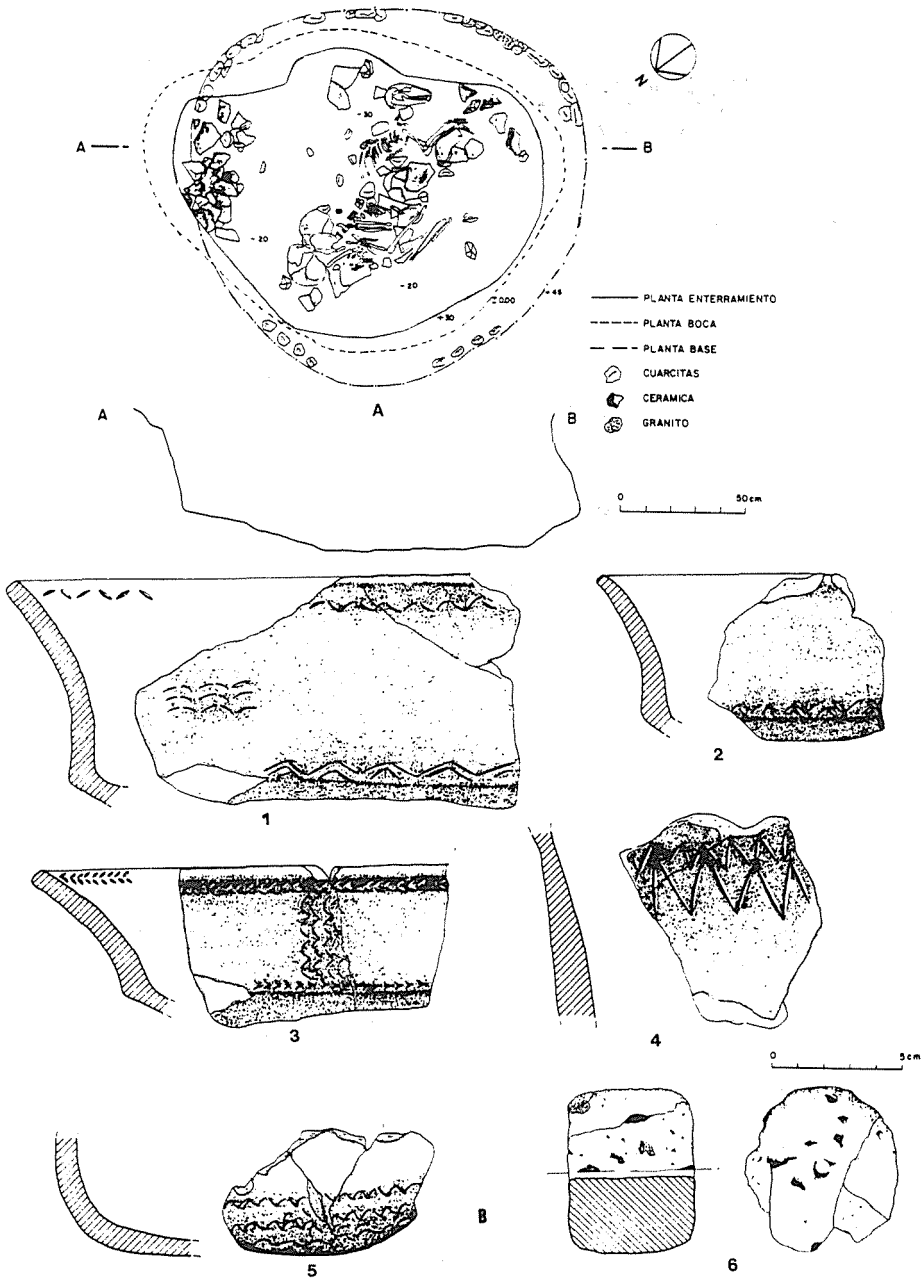 N
A
B
-30
-20
-20
±0.00
-45
+30
PLANTA ENTERRAMIENTO
PLANTA BOCA
PLANTA BASE
CUARCITAS
CERAMICA
GRANITO
A
A
B
0 50cm
1
2
3
4
0 5cm
5
B
6